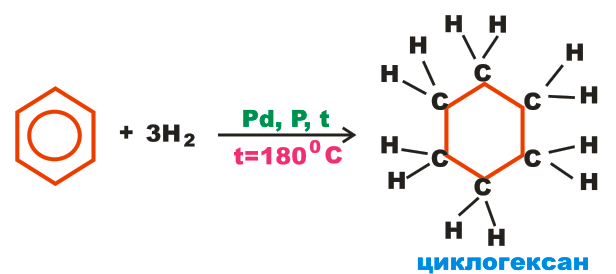 + 3H2
Pd, P, t
t=180⁰C
H H
H H
H C H
C C
H C C H
H C H
H H
циклогексан